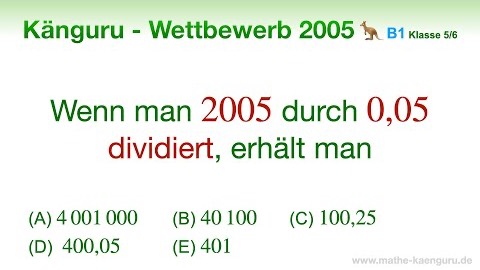 Känguru - Wettbewerb 2005 🦘 B1 Klasse 5/6
Wenn man 2005 durch 0,05
dividiert, erhält man
(A) 4 001 000 (B) 40 100 (C) 100,25
(D) 400,05 (E) 401
www.mathe-kaenguru.de